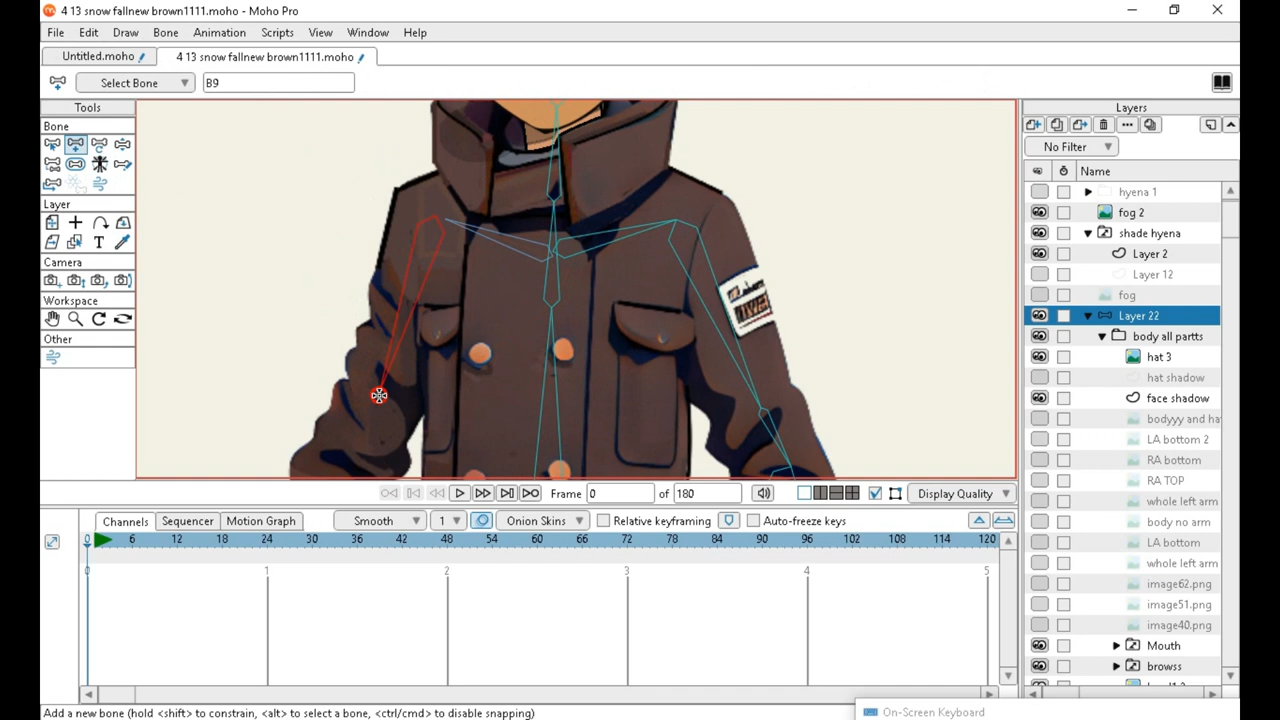 4 13 snow fallnew brown1111.moho - Moho Pro
File Edit Draw Bone Animation Scripts View Window Help
Untitled.moho 4 13 snow fallnew brown1111.moho
Select Bone B9
Tools
Bone
Layer
Camera
Workspace
Other
Layers
No Filter
Name
hyena 1
fog 2
shade hyena
Layer 2
Layer 12
fog
Layer 22
body all partts
hat 3
hat shadow
face shadow
bodyyy and ha
LA bottom 2
RA bottom
RA TOP
whole left arm
body no arm
LA bottom
whole left arm
image62.png
image51.png
image40.png
Mouth
browss
Frame 0 of 180 Display Quality
Channels Sequencer Motion Graph Smooth 1 Onion Skins Relative keyframing Auto-freeze keys
0 6 12 18 24 30 36 42 48 54 60 66 72 78 84 90 96 102 108 114 120
0 1 2 3 4 5
Add a new bone (hold <shift> to constrain, <alt> to select a bone, <ctrl/cmd> to disable snapping)
On-Screen Keyboard